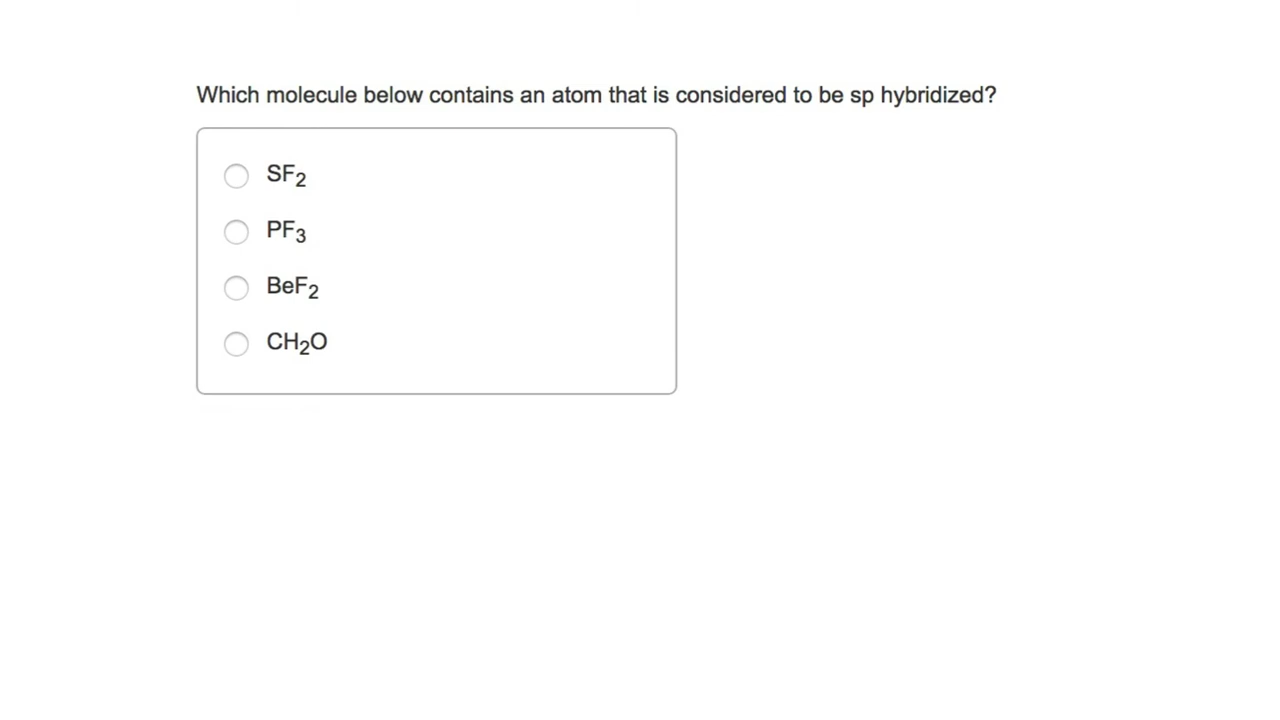 Which molecule below contains an atom that is considered to be sp hybridized?
SF₂
PF₃
BeF₂
CH₂O